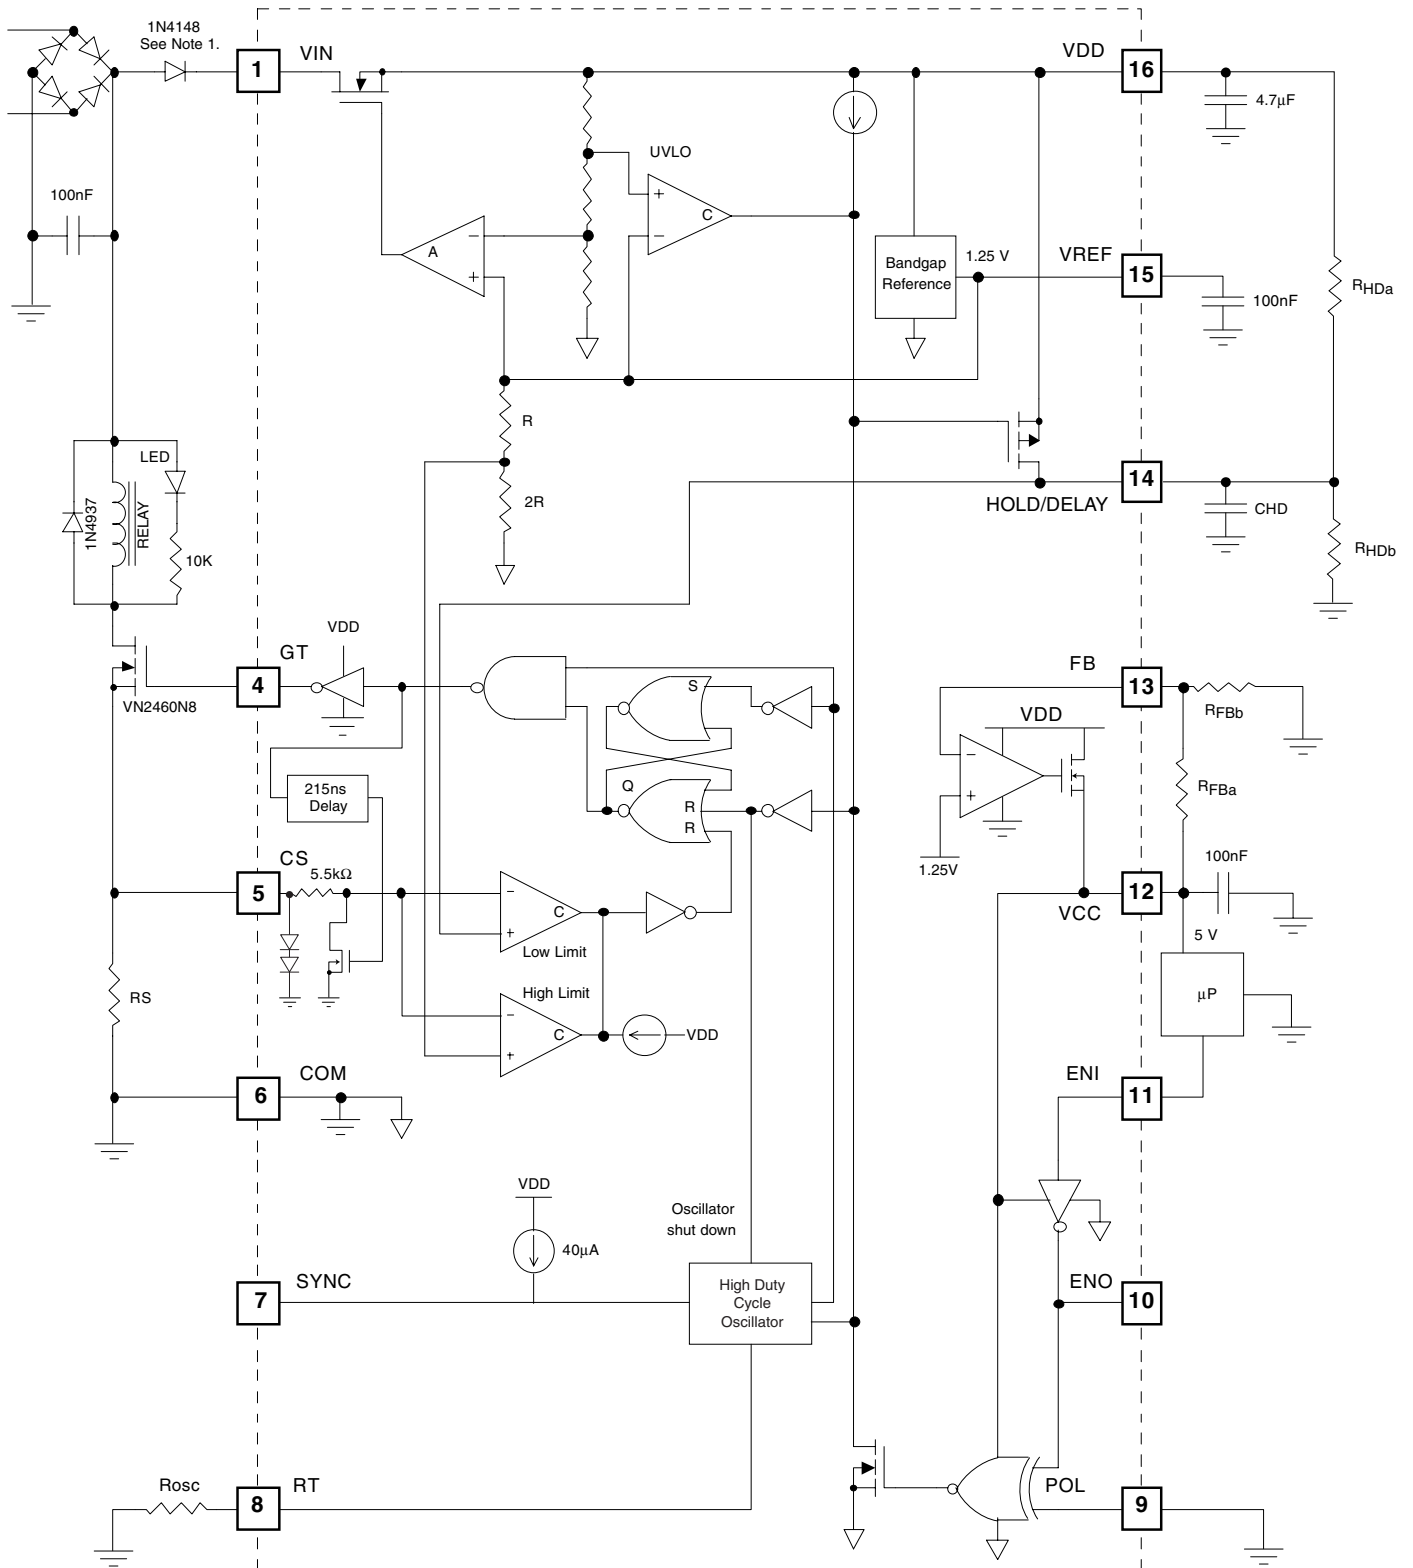 1N4148
See Note 1.
1
VIN
VDD
16
4.7µF
UVLO
+
−
C
100nF
A
−
+
Bandgap
Reference
1.25 V
VREF
15
100nF
RHDa
R
2R
14
HOLD/DELAY
CHD
RHDb
LED
1N4937
RELAY
10K
VDD
GT
4
VN2460N8
S
FB
13
RFBb
VDD
−
+
1.25V
RFBa
215ns
Delay
Q
R
R
CS
5
5.5kΩ
−
+
C
Low Limit
100nF
12
VCC
5 V
µP
RS
High Limit
−
+
C
VDD
COM
6
ENI
11
VDD
40µA
Oscillator
shut down
SYNC
7
High Duty
Cycle
Oscillator
ENO
10
Rosc
RT
8
POL
9